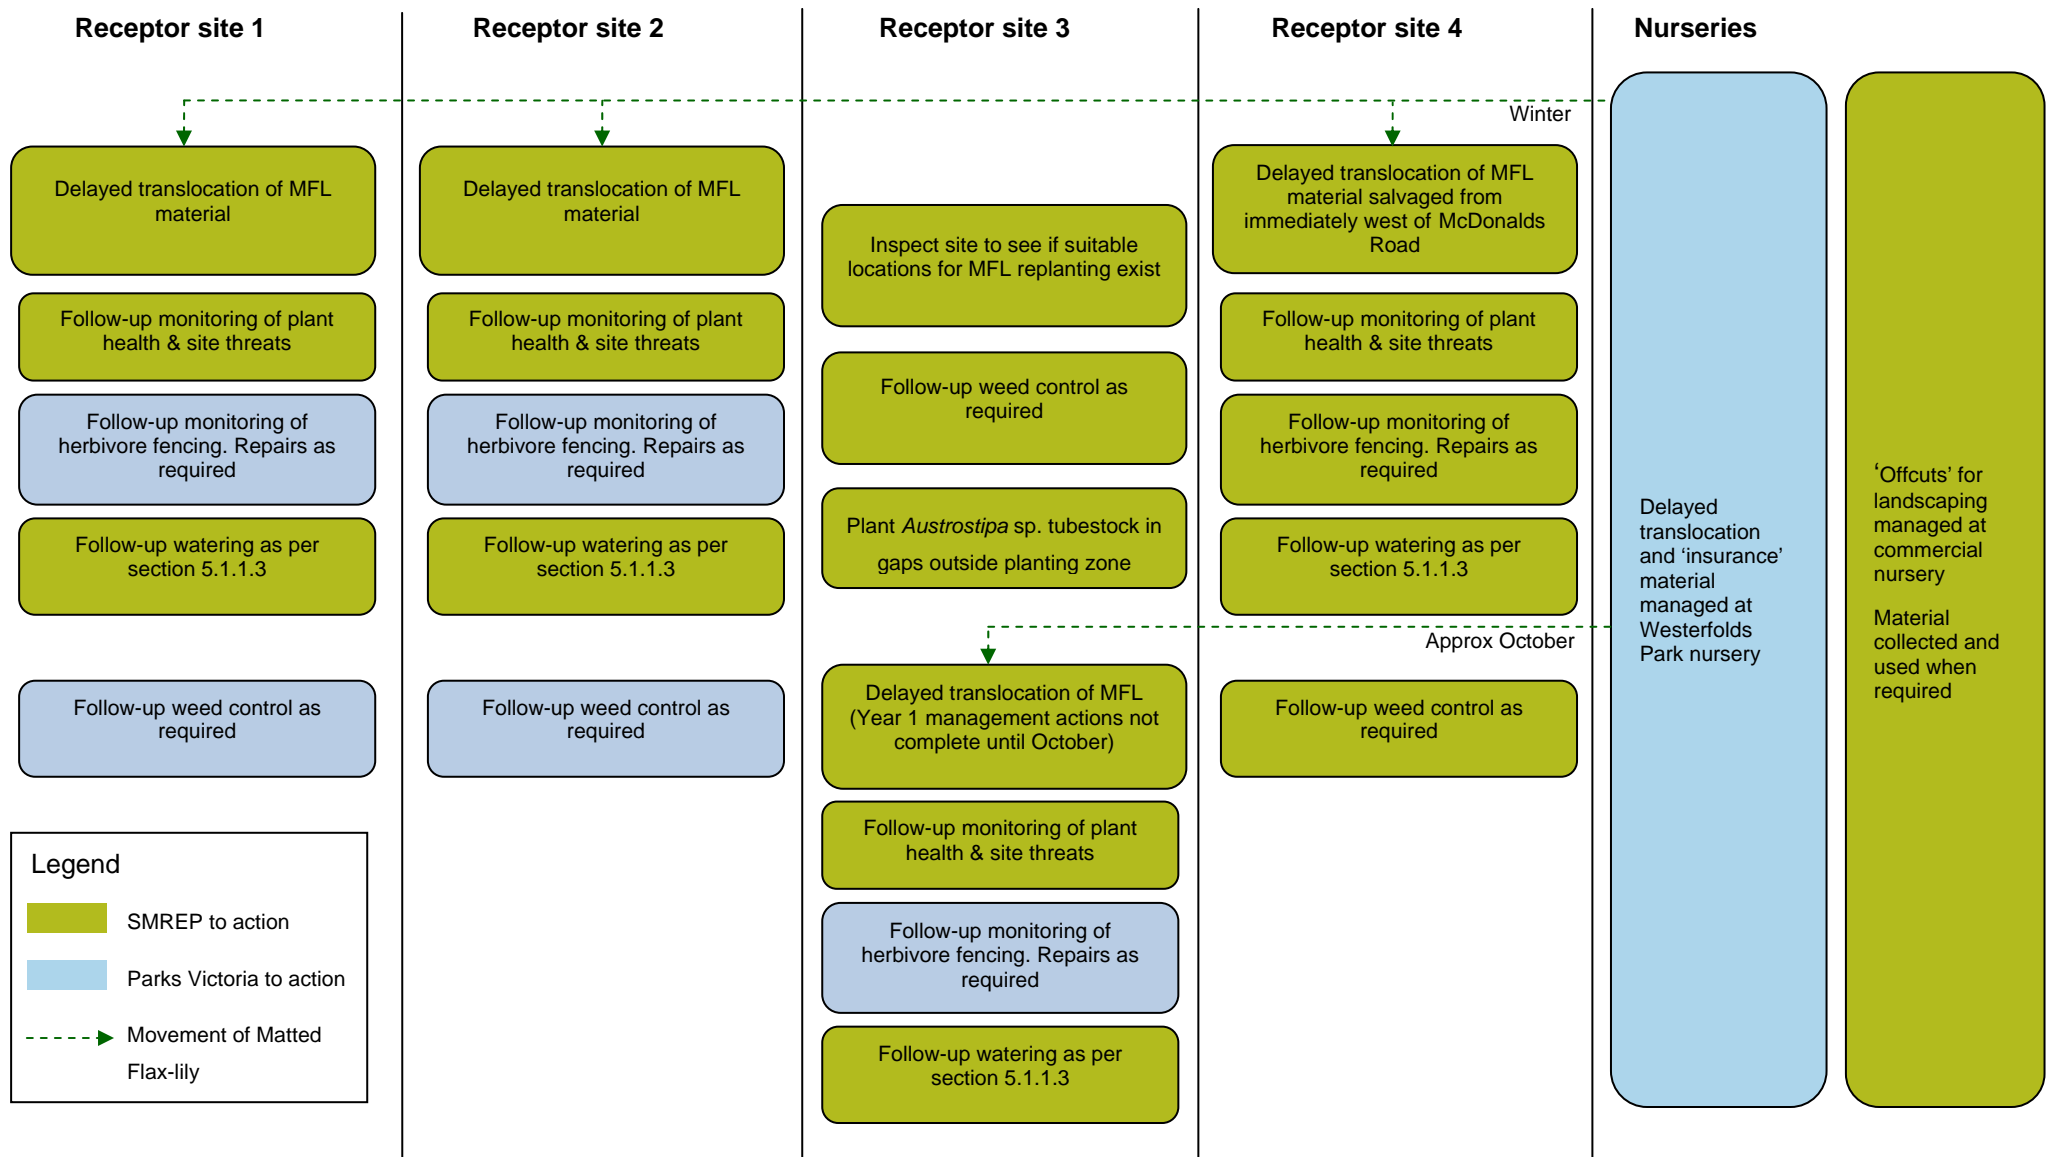 Receptor site 1
Receptor site 2
Receptor site 3
Receptor site 4
Nurseries
Winter
Delayed translocation of MFL
material
Follow-up monitoring of plant
health & site threats
Follow-up monitoring of
herbivore fencing. Repairs as
required
Follow-up watering as per
section 5.1.1.3
Follow-up weed control as
required
Delayed translocation of MFL
material
Follow-up monitoring of plant
health & site threats
Follow-up monitoring of
herbivore fencing. Repairs as
required
Follow-up watering as per
section 5.1.1.3
Follow-up weed control as
required
Inspect site to see if suitable
locations for MFL replanting exist
Follow-up weed control as
required
Plant Austrostipa sp. tubestock in
gaps outside planting zone
Delayed translocation of MFL
(Year 1 management actions not
complete until October)
Follow-up monitoring of plant
health & site threats
Follow-up monitoring of
herbivore fencing. Repairs as
required
Follow-up watering as per
section 5.1.1.3
Delayed translocation of MFL
material salvaged from
immediately west of McDonalds
Road
Follow-up monitoring of plant
health & site threats
Follow-up monitoring of
herbivore fencing. Repairs as
required
Follow-up watering as per
section 5.1.1.3
Approx October
Follow-up weed control as
required
Delayed
translocation
and ‘insurance’
material
managed at
Westerfolds
Park nursery
‘Offcuts’ for
landscaping
managed at
commercial
nursery
Material
collected and
used when
required
Legend
SMREP to action
Parks Victoria to action
Movement of Matted
Flax-lily